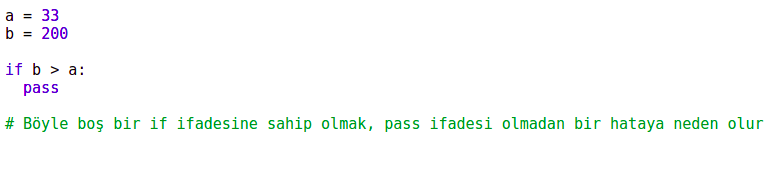 a = 33
b = 200
if b > a:
  pass
# Böyle boş bir if ifadesine sahip olmak, pass ifadesi olmadan bir hataya neden olur